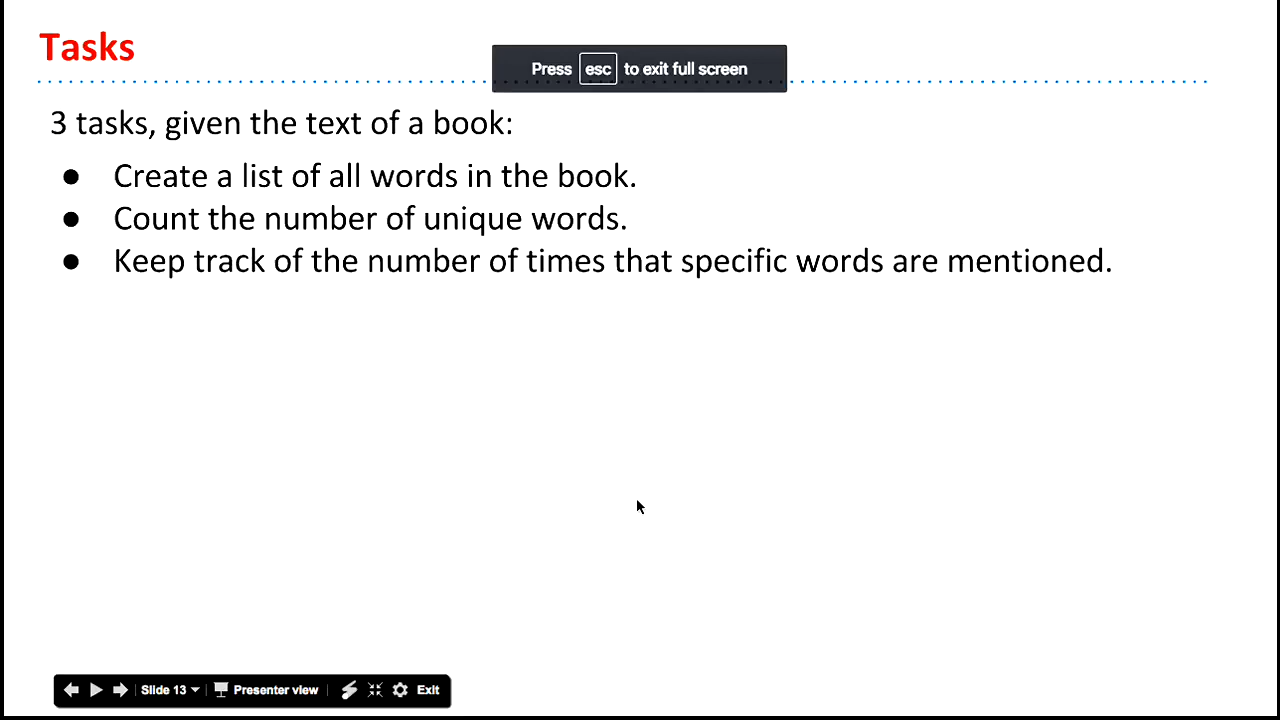 Tasks
Press esc to exit full screen
3 tasks, given the text of a book:
● Create a list of all words in the book.
● Count the number of unique words.
● Keep track of the number of times that specific words are mentioned.
Slide 13 Presenter view Exit